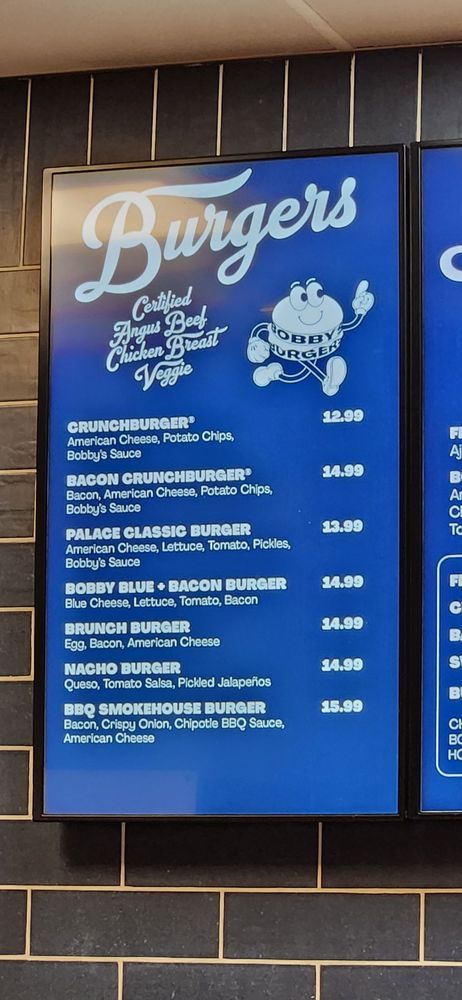 Burgers
Certified
Angus Beef
Chicken Breast
Veggie
BOBBY'S
BURGERS
CRUNCHBURGER® 12.99
American Cheese, Potato Chips,
Bobby's Sauce
BACON CRUNCHBURGER® 14.99
Bacon, American Cheese, Potato Chips,
Bobby's Sauce
PALACE CLASSIC BURGER 13.99
American Cheese, Lettuce, Tomato, Pickles,
Bobby's Sauce
BOBBY BLUE + BACON BURGER 14.99
Blue Cheese, Lettuce, Tomato, Bacon
BRUNCH BURGER 14.99
Egg, Bacon, American Cheese
NACHO BURGER 14.99
Queso, Tomato Salsa, Pickled Jalapeños
BBQ SMOKEHOUSE BURGER 15.99
Bacon, Crispy Onion, Chipotle BBQ Sauce,
American Cheese